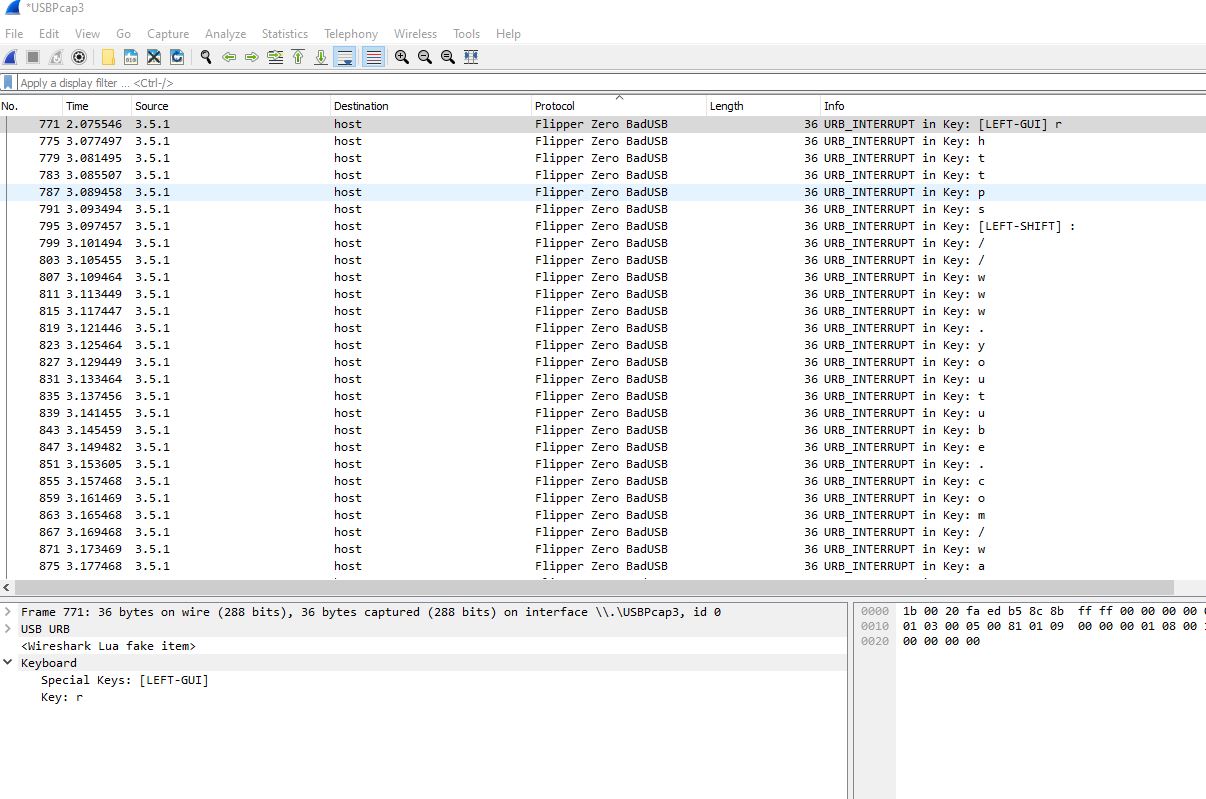 *USBPcap3
File Edit View Go Capture Analyze Statistics Telephony Wireless Tools Help
Apply a display filter ... <Ctrl-/>
No. Time Source Destination Protocol Length Info
771 2.075546 3.5.1 host Flipper Zero BadUSB 36 URB_INTERRUPT in Key: [LEFT-GUI] r
775 3.077497 3.5.1 host Flipper Zero BadUSB 36 URB_INTERRUPT in Key: h
779 3.081495 3.5.1 host Flipper Zero BadUSB 36 URB_INTERRUPT in Key: t
783 3.085507 3.5.1 host Flipper Zero BadUSB 36 URB_INTERRUPT in Key: t
787 3.089458 3.5.1 host Flipper Zero BadUSB 36 URB_INTERRUPT in Key: p
791 3.093494 3.5.1 host Flipper Zero BadUSB 36 URB_INTERRUPT in Key: s
795 3.097457 3.5.1 host Flipper Zero BadUSB 36 URB_INTERRUPT in Key: [LEFT-SHIFT] :
799 3.101494 3.5.1 host Flipper Zero BadUSB 36 URB_INTERRUPT in Key: /
803 3.105455 3.5.1 host Flipper Zero BadUSB 36 URB_INTERRUPT in Key: /
807 3.109464 3.5.1 host Flipper Zero BadUSB 36 URB_INTERRUPT in Key: w
811 3.113449 3.5.1 host Flipper Zero BadUSB 36 URB_INTERRUPT in Key: w
815 3.117447 3.5.1 host Flipper Zero BadUSB 36 URB_INTERRUPT in Key: w
819 3.121446 3.5.1 host Flipper Zero BadUSB 36 URB_INTERRUPT in Key: .
823 3.125464 3.5.1 host Flipper Zero BadUSB 36 URB_INTERRUPT in Key: y
827 3.129449 3.5.1 host Flipper Zero BadUSB 36 URB_INTERRUPT in Key: o
831 3.133464 3.5.1 host Flipper Zero BadUSB 36 URB_INTERRUPT in Key: u
835 3.137456 3.5.1 host Flipper Zero BadUSB 36 URB_INTERRUPT in Key: t
839 3.141455 3.5.1 host Flipper Zero BadUSB 36 URB_INTERRUPT in Key: u
843 3.145459 3.5.1 host Flipper Zero BadUSB 36 URB_INTERRUPT in Key: b
847 3.149482 3.5.1 host Flipper Zero BadUSB 36 URB_INTERRUPT in Key: e
851 3.153605 3.5.1 host Flipper Zero BadUSB 36 URB_INTERRUPT in Key: .
855 3.157468 3.5.1 host Flipper Zero BadUSB 36 URB_INTERRUPT in Key: c
859 3.161469 3.5.1 host Flipper Zero BadUSB 36 URB_INTERRUPT in Key: o
863 3.165468 3.5.1 host Flipper Zero BadUSB 36 URB_INTERRUPT in Key: m
867 3.169468 3.5.1 host Flipper Zero BadUSB 36 URB_INTERRUPT in Key: /
871 3.173469 3.5.1 host Flipper Zero BadUSB 36 URB_INTERRUPT in Key: w
875 3.177468 3.5.1 host Flipper Zero BadUSB 36 URB_INTERRUPT in Key: a
Frame 771: 36 bytes on wire (288 bits), 36 bytes captured (288 bits) on interface \\.\USBPcap3, id 0
USB URB
<Wireshark Lua fake item>
Keyboard
Special Keys: [LEFT-GUI]
Key: r
0000 1b 00 20 fa ed b5 8c 8b ff ff 00 00 00 00
0010 01 03 00 05 00 81 01 09 00 00 00 01 08 00
0020 00 00 00 00